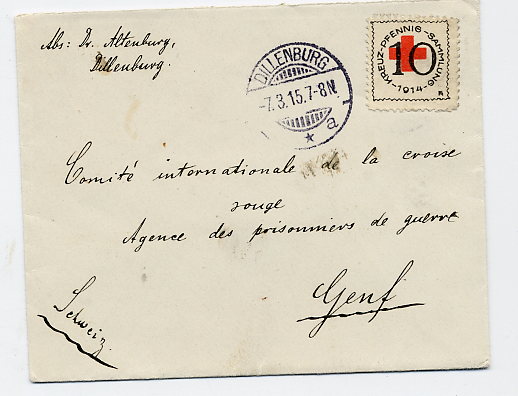 Abs: Dr. Altenburg,
Dillenburg.
DILLENBURG
-7.3.15.7-8N.
* a
KREUZ-PFENNIG-SAMMLUNG
10
-1914-
Comité internationale de la croise
rouge
Agence des prisonniers de guerre
Genf
Schweiz.